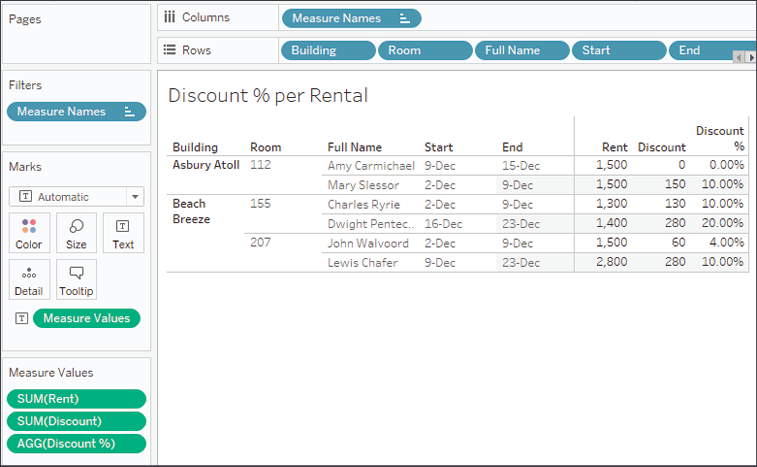 Pages
Columns
Measure Names
Rows
Building Room Full Name Start End
Filters
Measure Names
Marks
Automatic
Color Size Text
Detail Tooltip
Measure Values
Measure Values
SUM(Rent)
SUM(Discount)
AGG(Discount %)
Discount % per Rental
Discount
Building Room Full Name Start End Rent Discount %
Asbury Atoll 112 Amy Carmichael 9-Dec 15-Dec 1,500 0 0.00%
Mary Slessor 2-Dec 9-Dec 1,500 150 10.00%
Beach 155 Charles Ryrie 2-Dec 9-Dec 1,300 130 10.00%
Breeze Dwight Pentec.. 16-Dec 23-Dec 1,400 280 20.00%
207 John Walvoord 2-Dec 9-Dec 1,500 60 4.00%
Lewis Chafer 9-Dec 23-Dec 2,800 280 10.00%